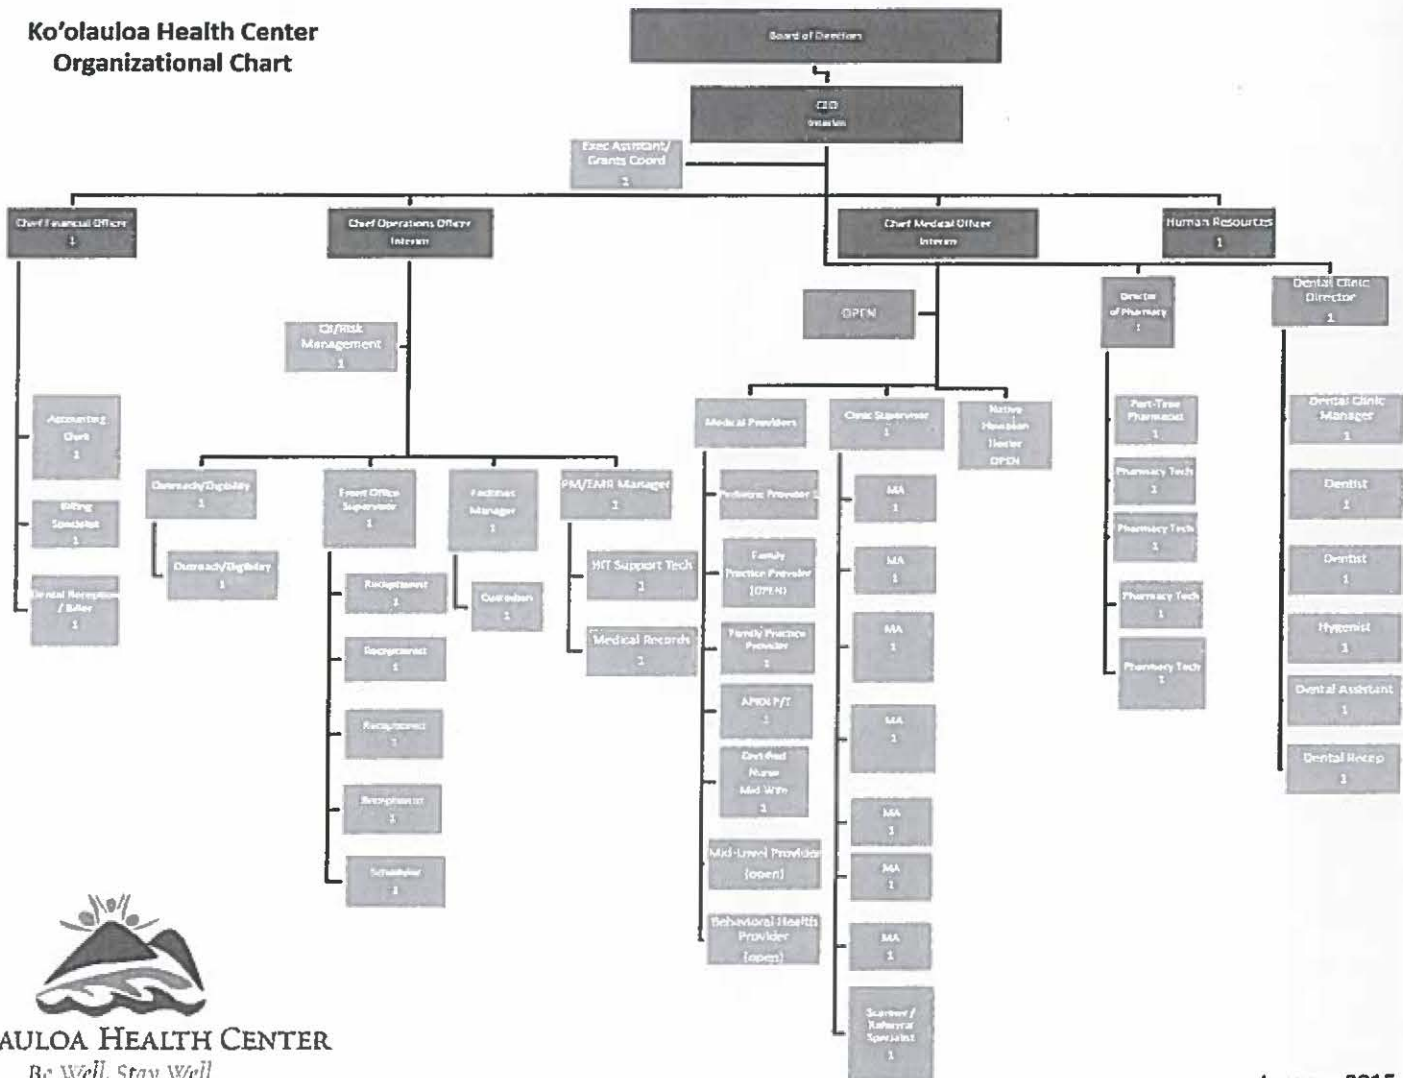 Ko'olauloa Health Center
Organizational Chart
Board of Directors
CEO
Interim
Exec Assistant/
Grants Coord
1
Chief Financial Officer
1
Chief Operations Officer
Interim
Chief Medical Officer
Interim
Human Resources
1
OPEN
Director
of Pharmacy
1
Dental Clinic
Director
1
QI/Risk
Management
1
Accounting
Clerk
1
Billing
Specialist
1
Dental Reception
/ Biller
1
Outreach/Eligibility
1
Outreach/Eligibility
1
Front Office
Supervisor
1
Receptionist
1
Receptionist
1
Receptionist
1
Receptionist
1
Scheduler
1
Facilities
Manager
1
Custodian
1
PM/EMR Manager
1
HIT Support Tech
1
Medical Records
1
Medical Providers
Pediatric Provider 1
Family
Practice Provider
(OPEN)
Family Practice
Provider
1
APRN P/T
1
Certified
Nurse
Mid-Wife
1
Mid-Level Provider
(open)
Behavioral Health
Provider
(open)
Clinic Supervisor
1
MA
1
MA
1
MA
1
MA
1
MA
1
MA
1
MA
1
Scanner /
Referral
Specialist
1
Native
Hawaiian
Healer
OPEN
Part-Time
Pharmacist
1
Pharmacy Tech
1
Pharmacy Tech
1
Pharmacy Tech
1
Pharmacy Tech
1
Dental Clinic
Manager
1
Dentist
1
Dentist
1
Hygenist
1
Dental Assistant
1
Dental Recep
1
AULOA HEALTH CENTER
Be Well, Stay Well
2015